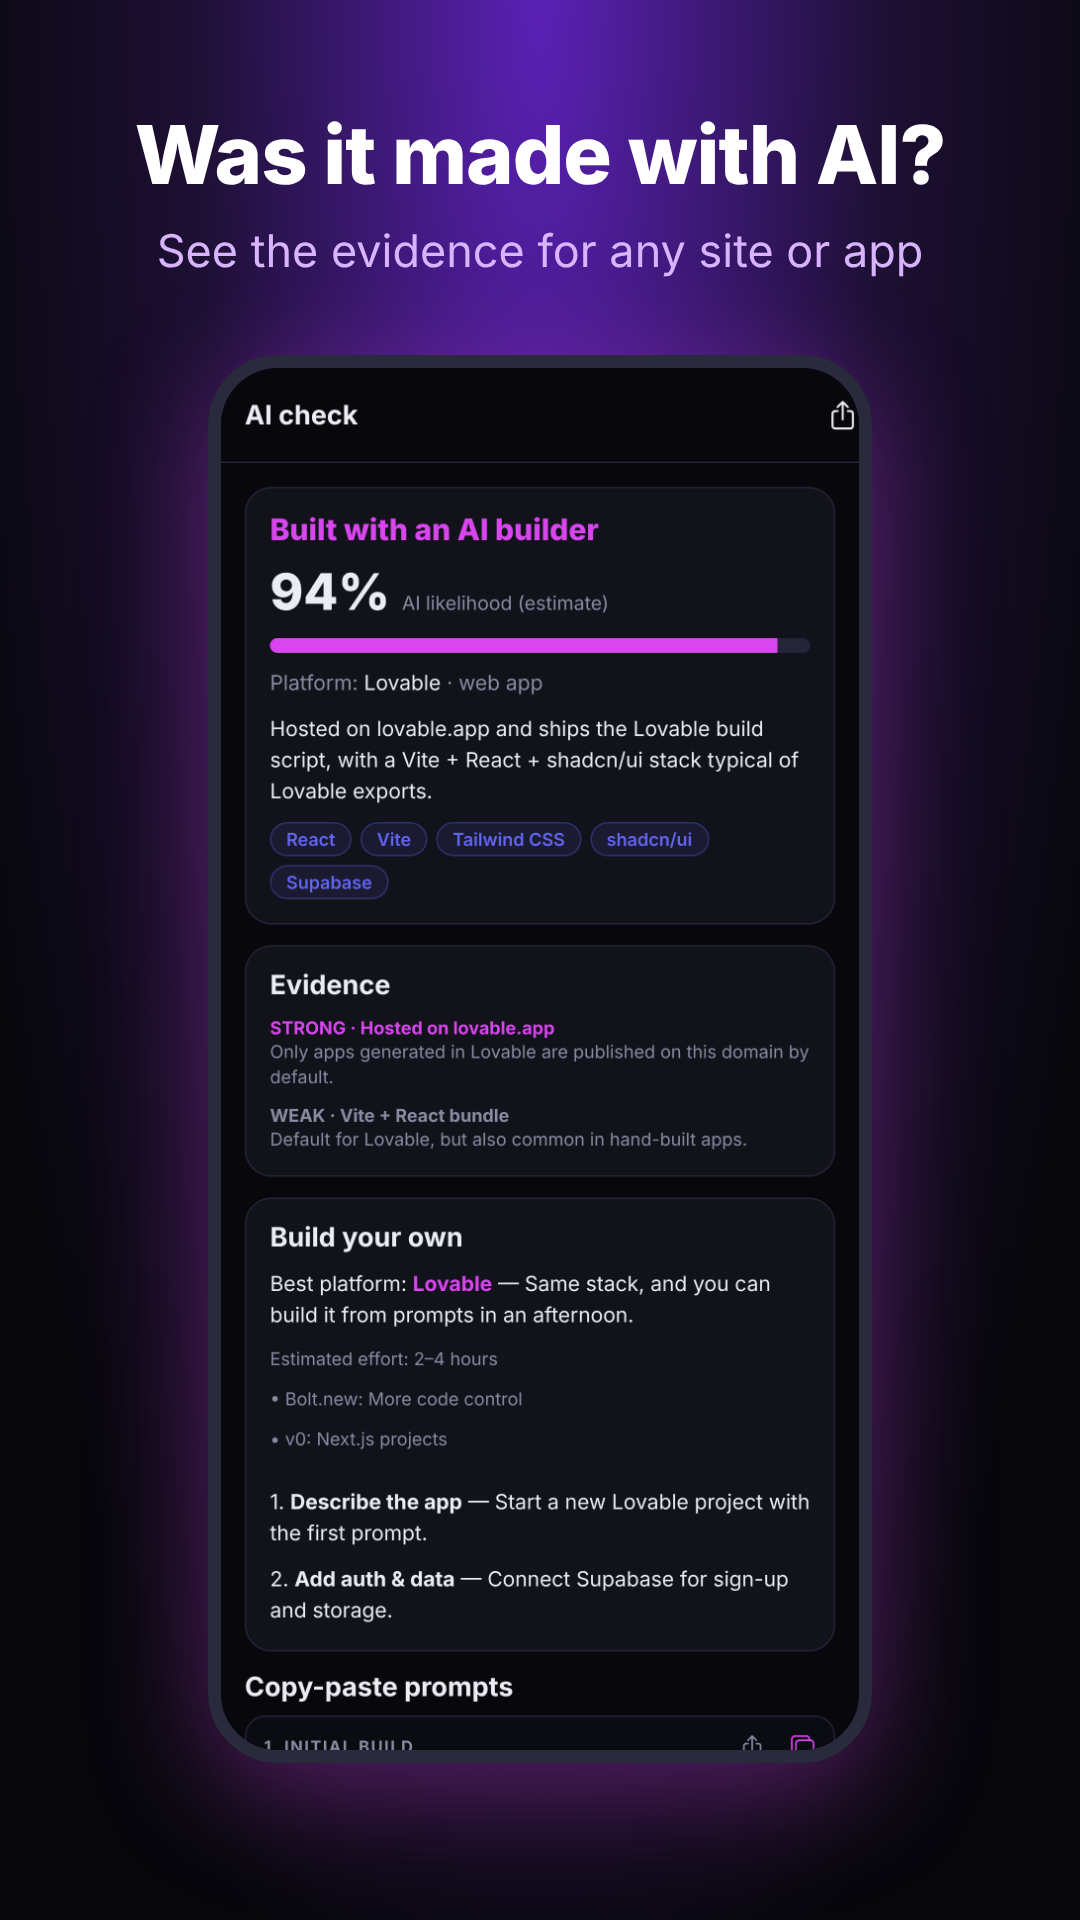 Was it made with AI?
See the evidence for any site or app
AI check
Built with an AI builder
94% AI likelihood (estimate)
Platform: Lovable · web app
Hosted on lovable.app and ships the Lovable build
script, with a Vite + React + shadcn/ui stack typical of
Lovable exports.
React Vite Tailwind CSS shadcn/ui
Supabase
Evidence
STRONG · Hosted on lovable.app
Only apps generated in Lovable are published on this domain by
default.
WEAK · Vite + React bundle
Default for Lovable, but also common in hand-built apps.
Build your own
Best platform: Lovable — Same stack, and you can
build it from prompts in an afternoon.
Estimated effort: 2–4 hours
• Bolt.new: More code control
• v0: Next.js projects
1. Describe the app — Start a new Lovable project with
the first prompt.
2. Add auth & data — Connect Supabase for sign-up
and storage.
Copy-paste prompts
1. INITIAL BUILD